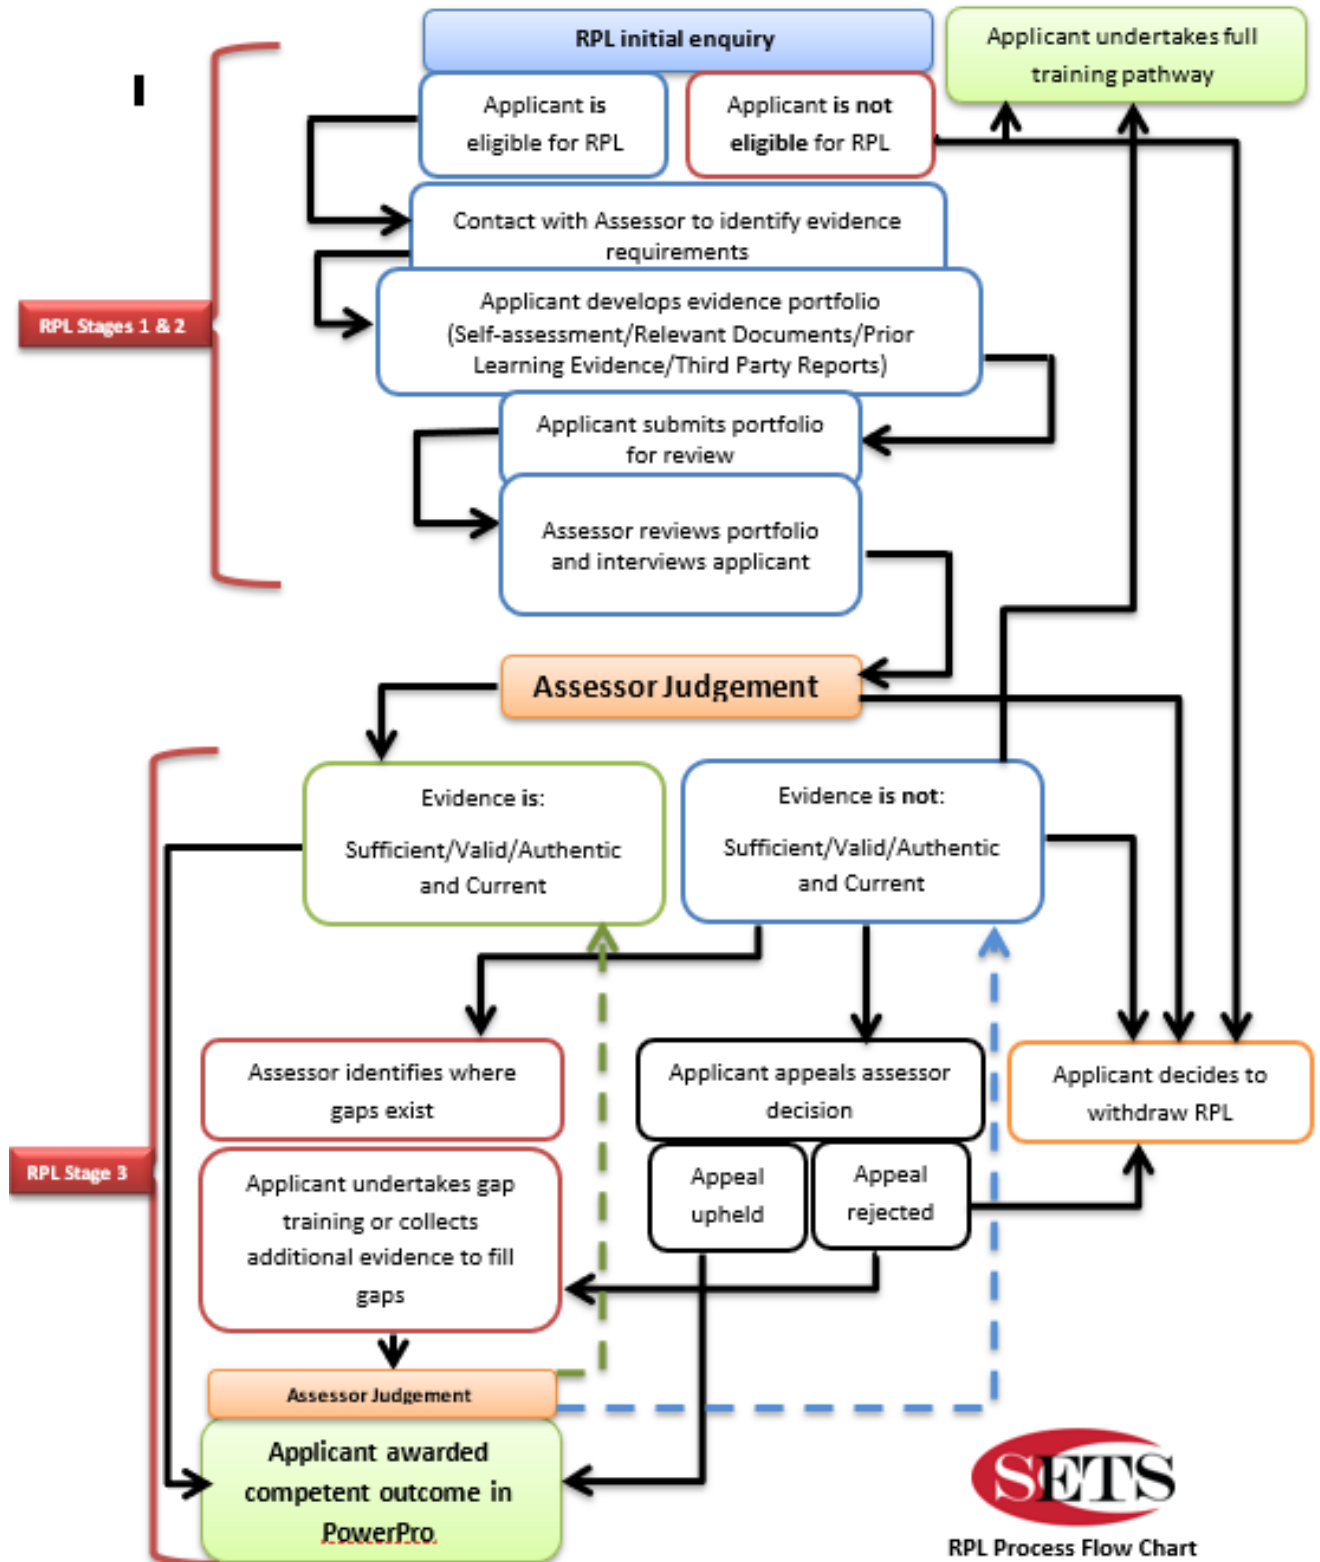 RPL initial enquiry
Applicant undertakes full
training pathway
Applicant is
eligible for RPL
Applicant is not
eligible for RPL
Contact with Assessor to identify evidence
requirements
RPL Stages 1 & 2
Applicant develops evidence portfolio
(Self-assessment/Relevant Documents/Prior
Learning Evidence/Third Party Reports)
Applicant submits portfolio
for review
Assessor reviews portfolio
and interviews applicant
Assessor Judgement
Evidence is:
Sufficient/Valid/Authentic
and Current
Evidence is not:
Sufficient/Valid/Authentic
and Current
Assessor identifies where
gaps exist
Applicant appeals assessor
decision
Applicant decides to
withdraw RPL
RPL Stage 3
Applicant undertakes gap
training or collects
additional evidence to fill
gaps
Appeal
upheld
Appeal
rejected
Assessor Judgement
Applicant awarded
competent outcome in
PowerPro
SETS
RPL Process Flow Chart